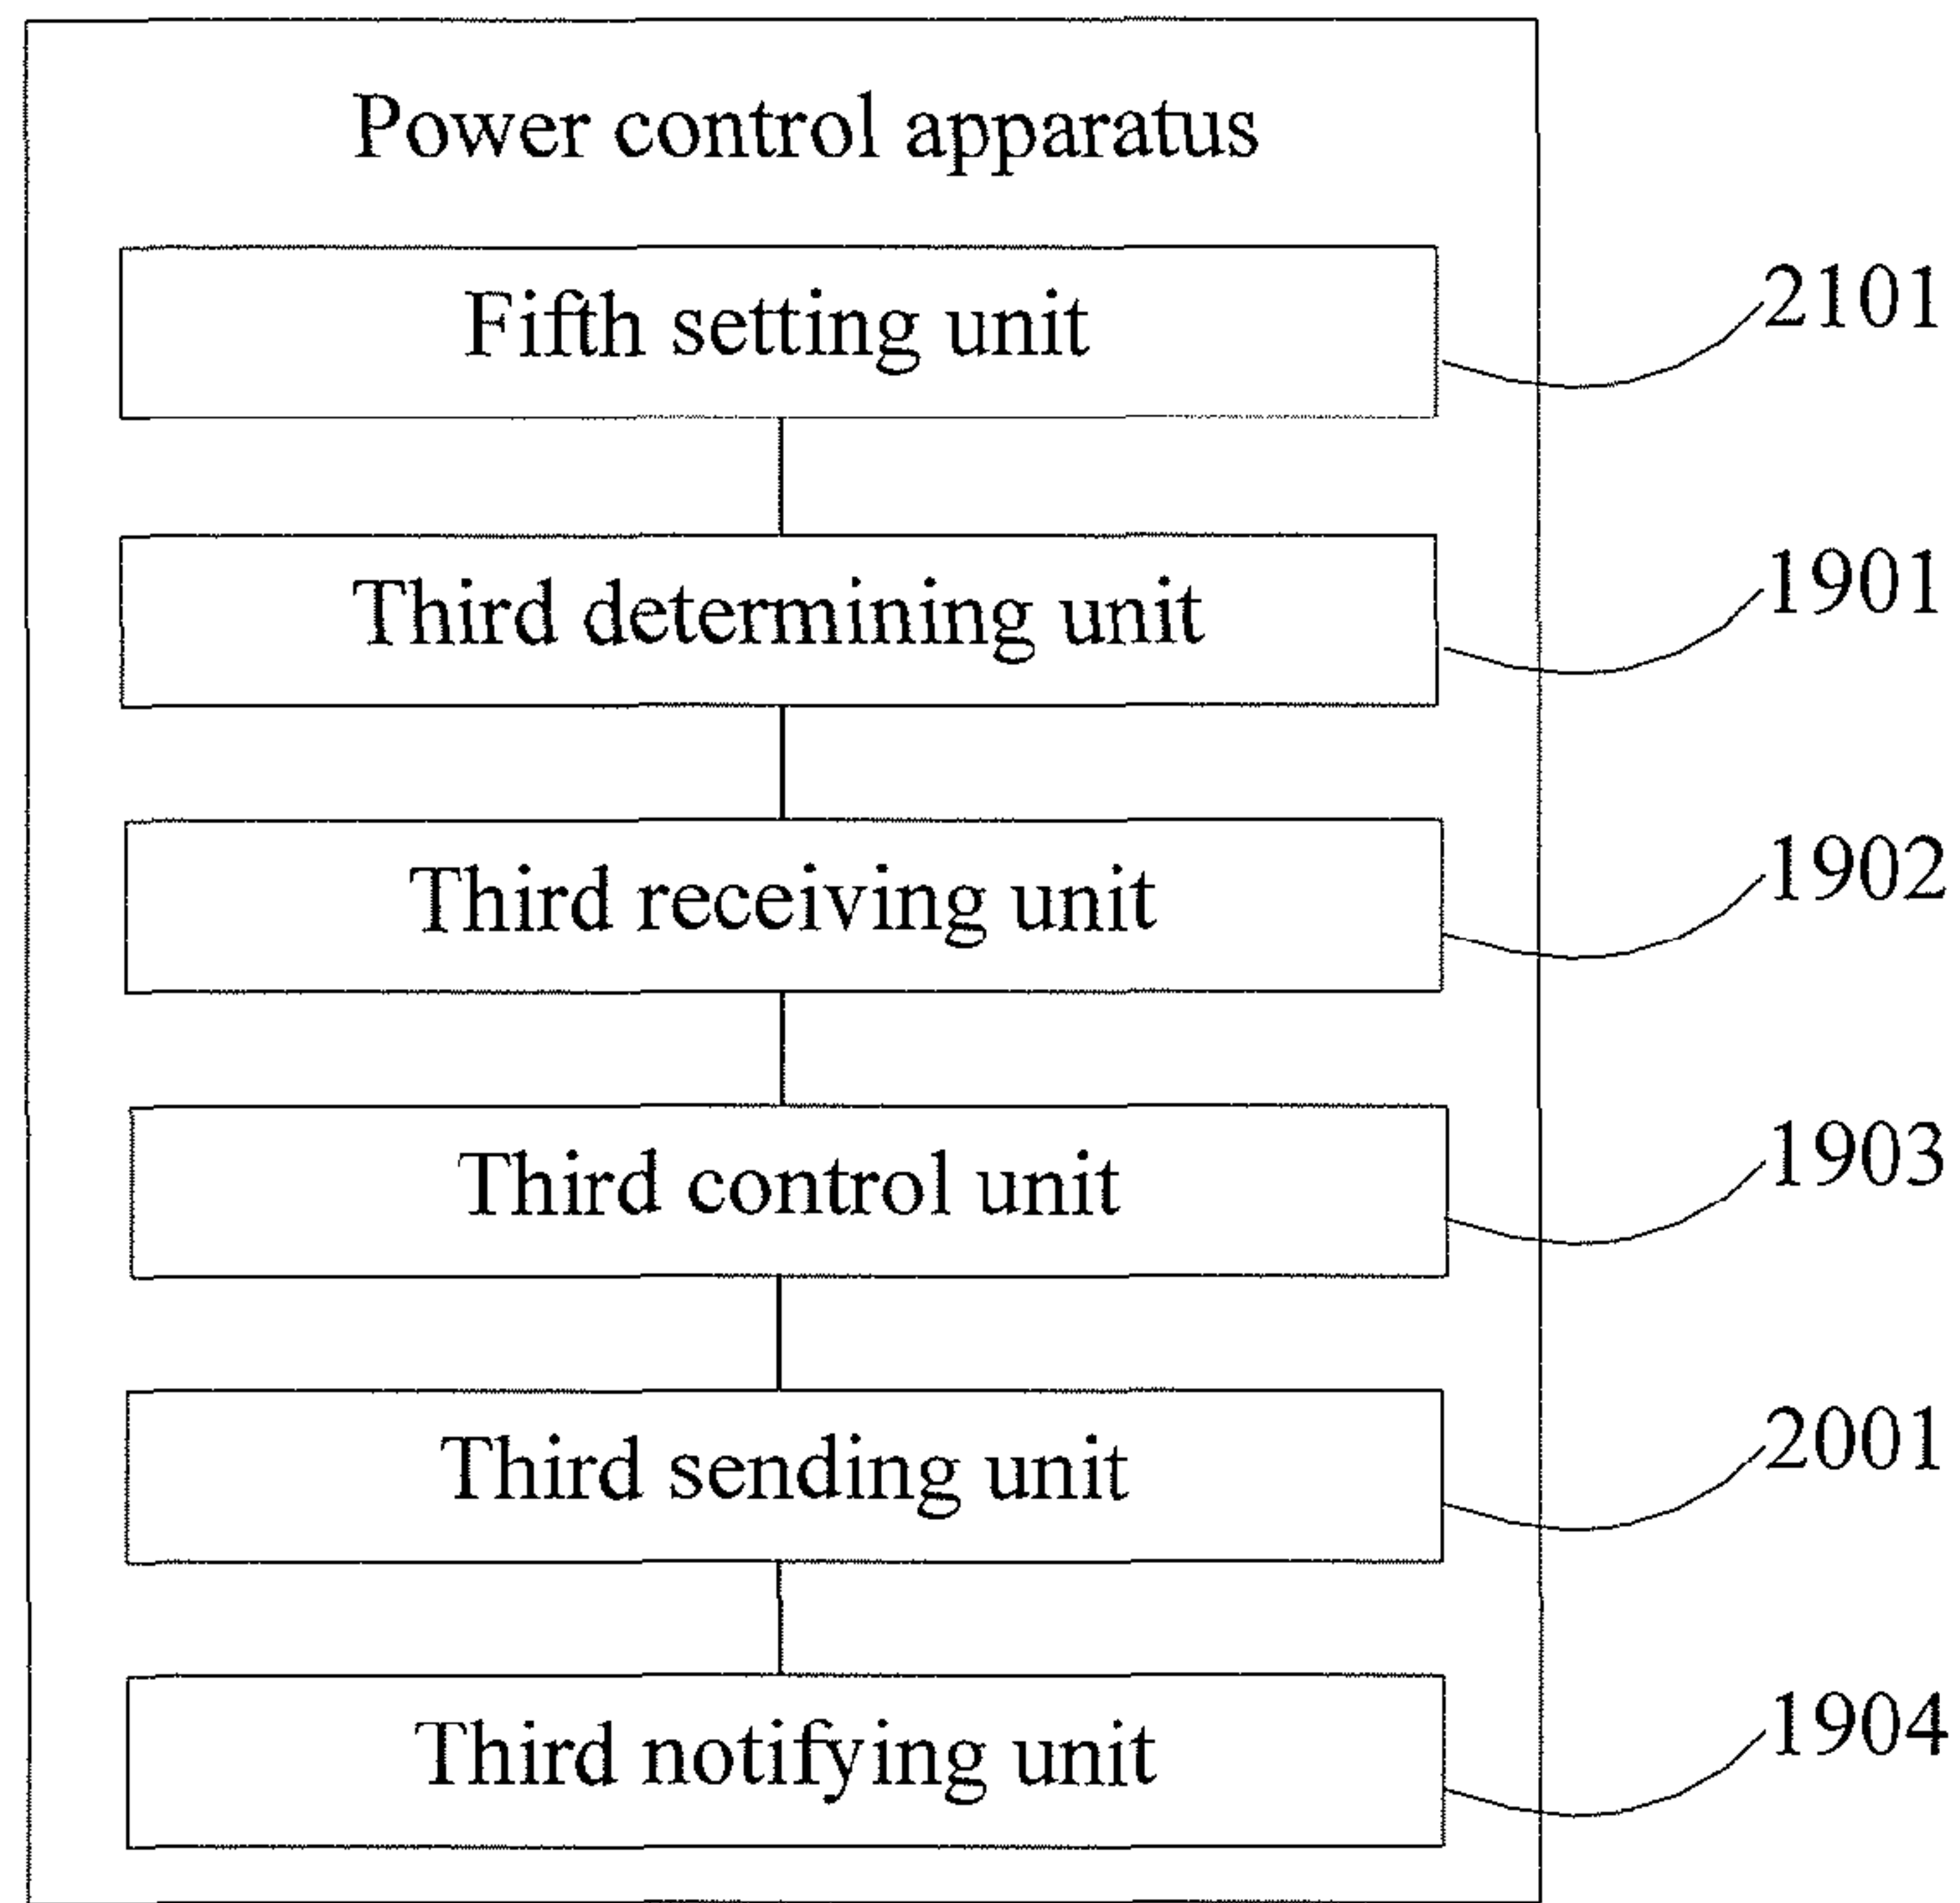 Power control apparatus
Fifth setting unit
2101
Third determining unit
1901
Third receiving unit
1902
Third control unit
1903
Third sending unit
2001
Third notifying unit
1904